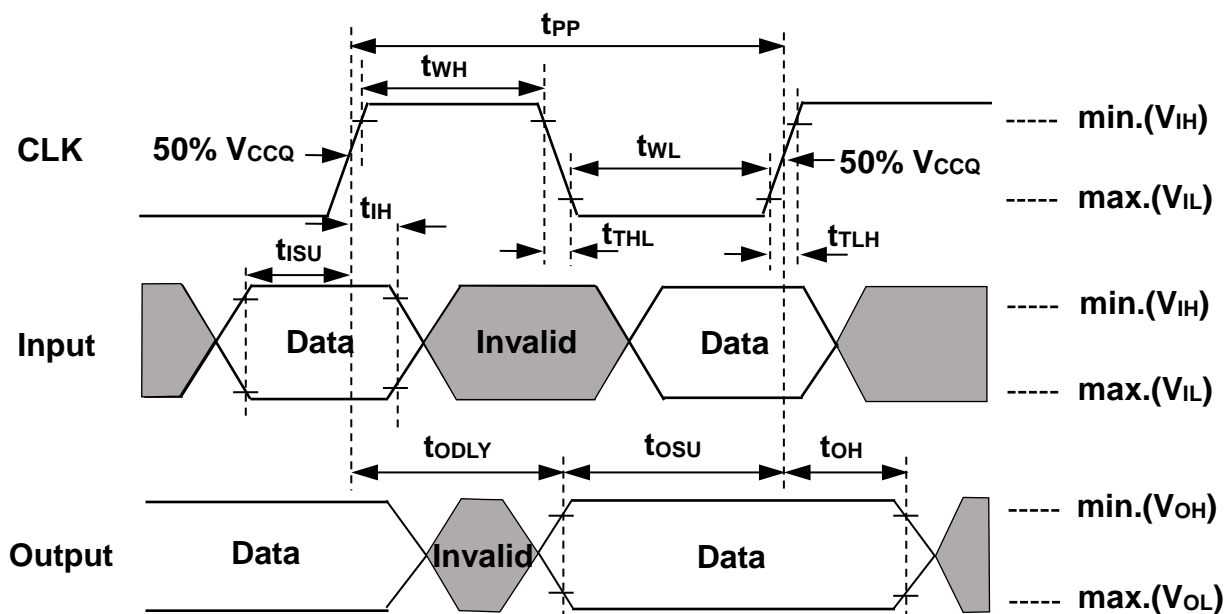 tPP
tWH
min.(VIH)
CLK
50% VCCQ
tWL
50% VCCQ
max.(VIL)
tIH
tTHL
tTLH
tISU
min.(VIH)
Input
Data
Invalid
Data
max.(VIL)
tODLY
tOSU
tOH
min.(VOH)
Output
Data
Invalid
Data
max.(VOL)